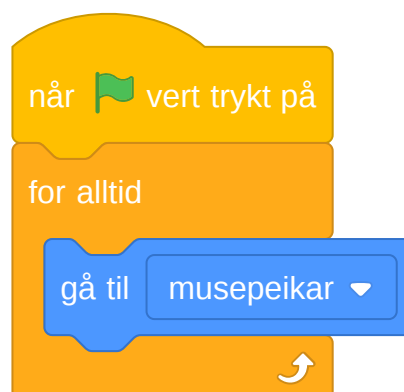 når vert trykt på
for alltid
gå til musepeikar